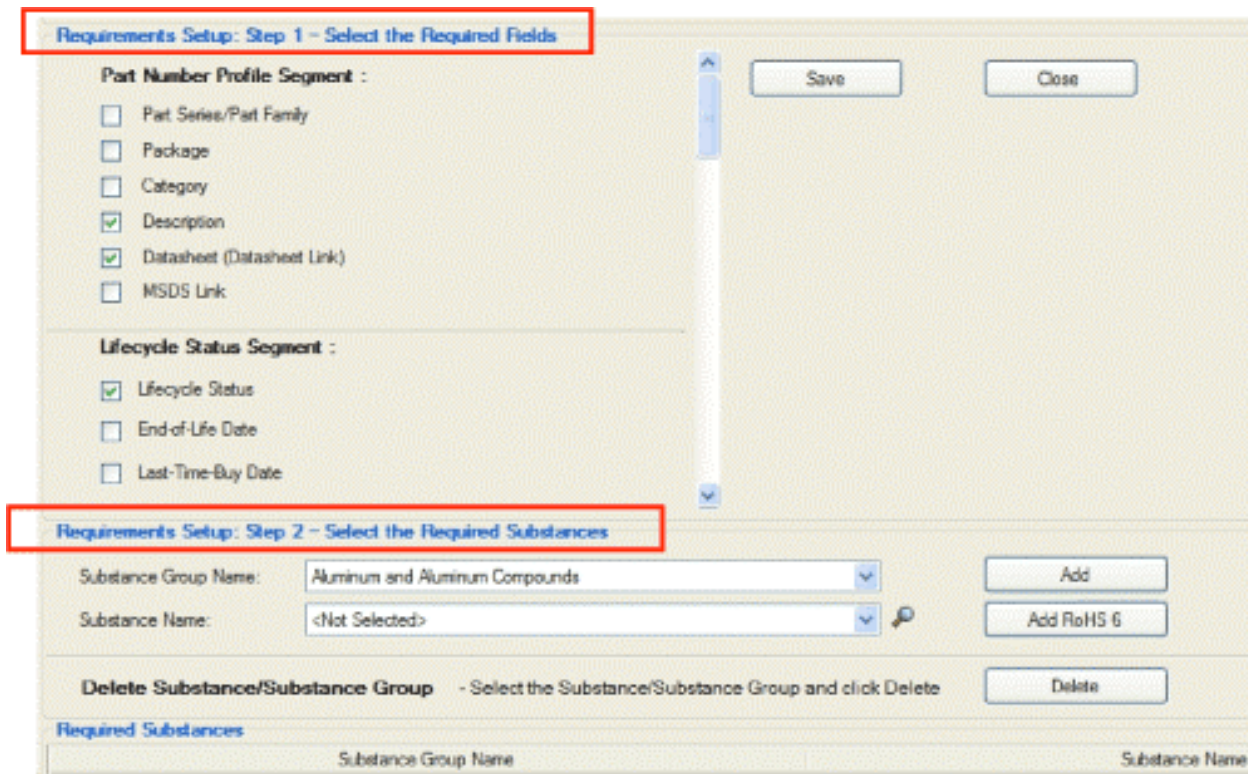 Requirements Setup: Step 1 - Select the Required Fields
Part Number Profile Segment :
Save
Close
Part Series/Part Family
Package
Category
Description
Datasheet (Datasheet Link)
MSDS Link
Lifecycle Status Segment :
Lifecycle Status
End-of-Life Date
Last-Time-Buy Date
Requirements Setup: Step 2 - Select the Required Substances
Substance Group Name:
Aluminum and Aluminum Compounds
Add
Substance Name:
<Not Selected>
Add RoHS 6
Delete Substance/Substance Group - Select the Substance/Substance Group and click Delete
Delete
Required Substances
Substance Group Name
Substance Name